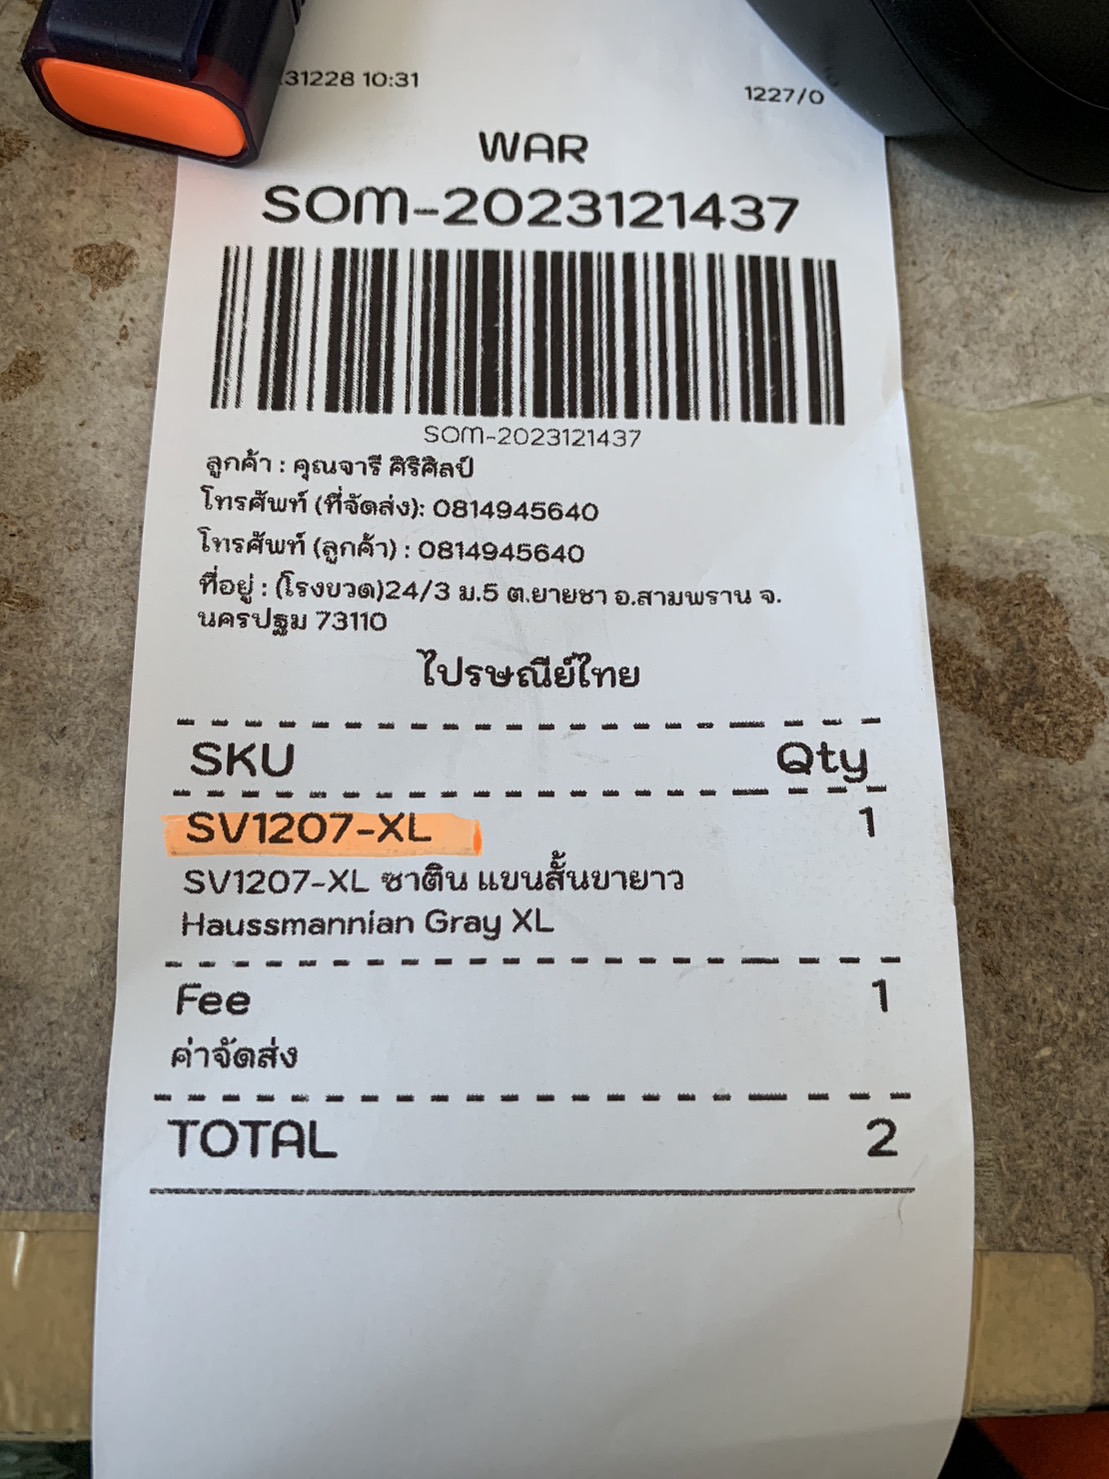 31228 10:31
1227/0
WAR
SOM-2023121437
SOM-2023121437
ลูกค้า : คุณจารี ศิริศิลป์
โทรศัพท์ (ที่จัดส่ง): 0814945640
โทรศัพท์ (ลูกค้า) : 0814945640
ที่อยู่ : (โรงขวด)24/3 ม.5 ต.ยายชา อ.สามพราน จ.
นครปฐม 73110
ไปรษณีย์ไทย
SKU Qty
SV1207-XL 1
SV1207-XL ซาติน แขนสั้นขายาว
Haussmannian Gray XL
Fee 1
ค่าจัดส่ง
TOTAL 2